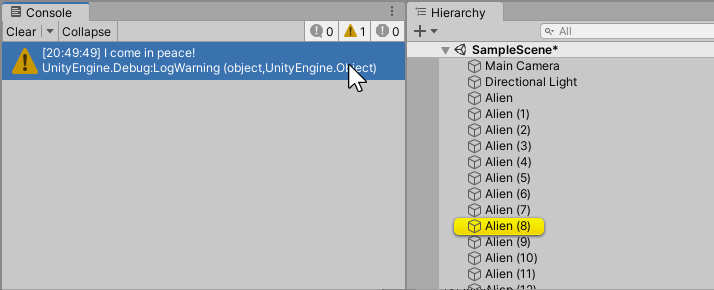 Console
Clear
Collapse
0
1
0
[20:49:49] I come in peace!
UnityEngine.Debug:LogWarning (object,UnityEngine.Object)
Hierarchy
All
SampleScene*
Main Camera
Directional Light
Alien
Alien (1)
Alien (2)
Alien (3)
Alien (4)
Alien (5)
Alien (6)
Alien (7)
Alien (8)
Alien (9)
Alien (10)
Alien (11)
Alien (12)